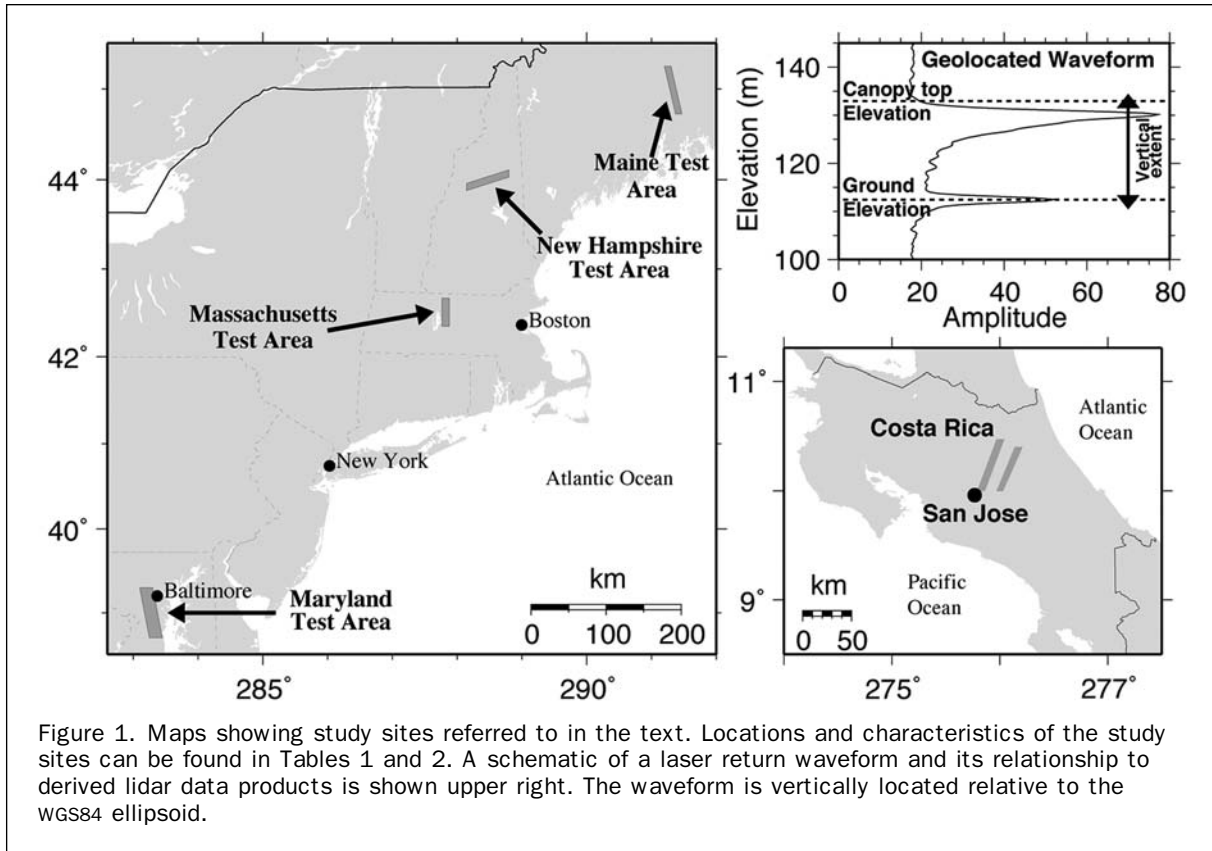 44°
42°
40°
285°
290°
Maine Test
Area
New Hampshire
Test Area
Massachusetts
Test Area
Boston
New York
Atlantic Ocean
Baltimore
Maryland
Test Area
km
0 100 200
Geolocated Waveform
Canopy top
Elevation
Ground
Elevation
Vertical
extent
Elevation (m)
140
120
100
0 20 40 60 80
Amplitude
11°
9°
275°
277°
Costa Rica
San Jose
Atlantic
Ocean
Pacific
Ocean
km
0 50
Figure 1. Maps showing study sites referred to in the text. Locations and characteristics of the study
sites can be found in Tables 1 and 2. A schematic of a laser return waveform and its relationship to
derived lidar data products is shown upper right. The waveform is vertically located relative to the
WGS84 ellipsoid.